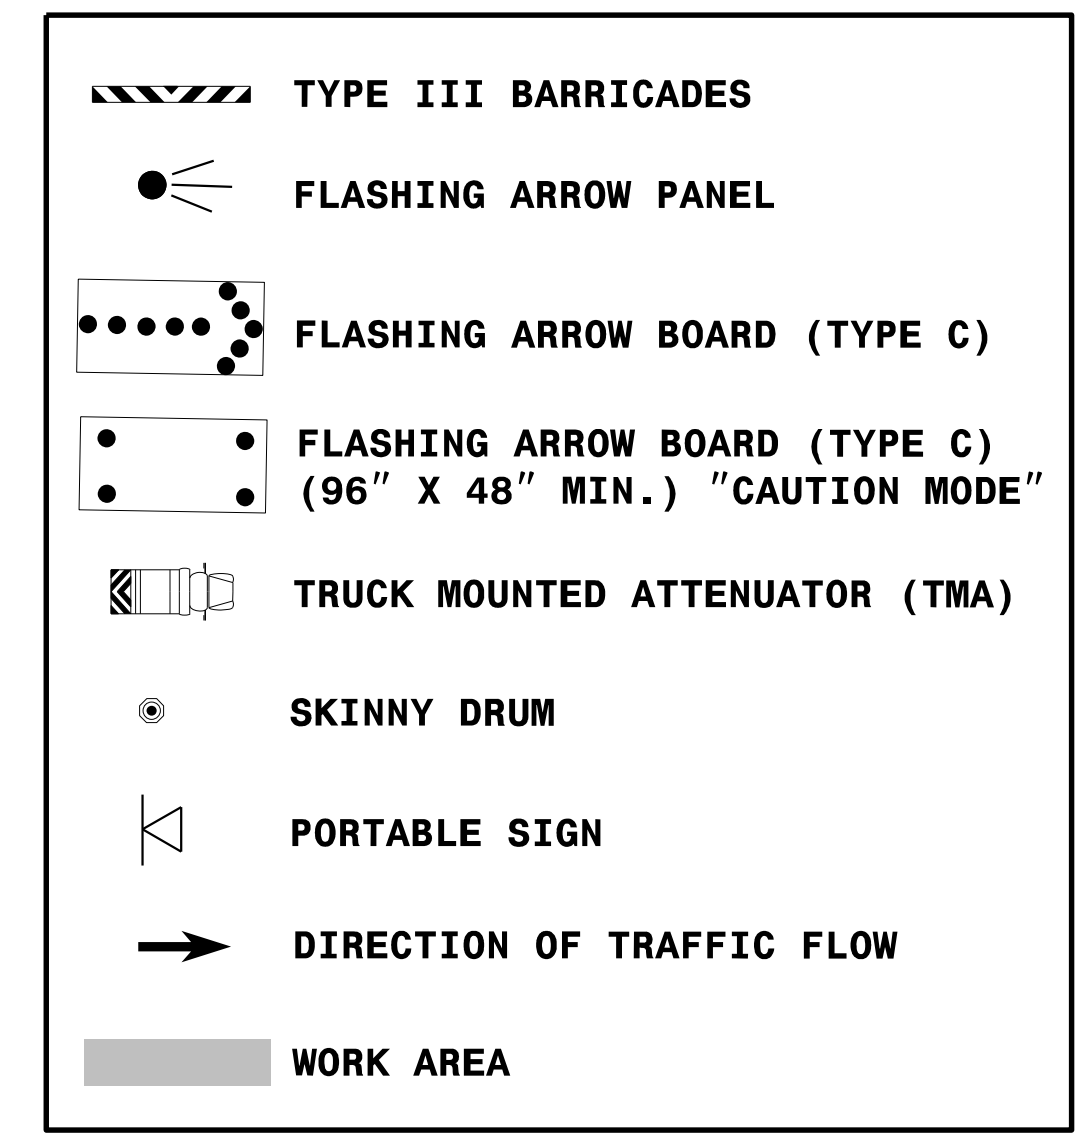 TYPE III BARRICADES
FLASHING ARROW PANEL
FLASHING ARROW BOARD (TYPE C)
FLASHING ARROW BOARD (TYPE C)
(96" X 48" MIN.) "CAUTION MODE"
TRUCK MOUNTED ATTENUATOR (TMA)
SKINNY DRUM
PORTABLE SIGN
DIRECTION OF TRAFFIC FLOW
WORK AREA